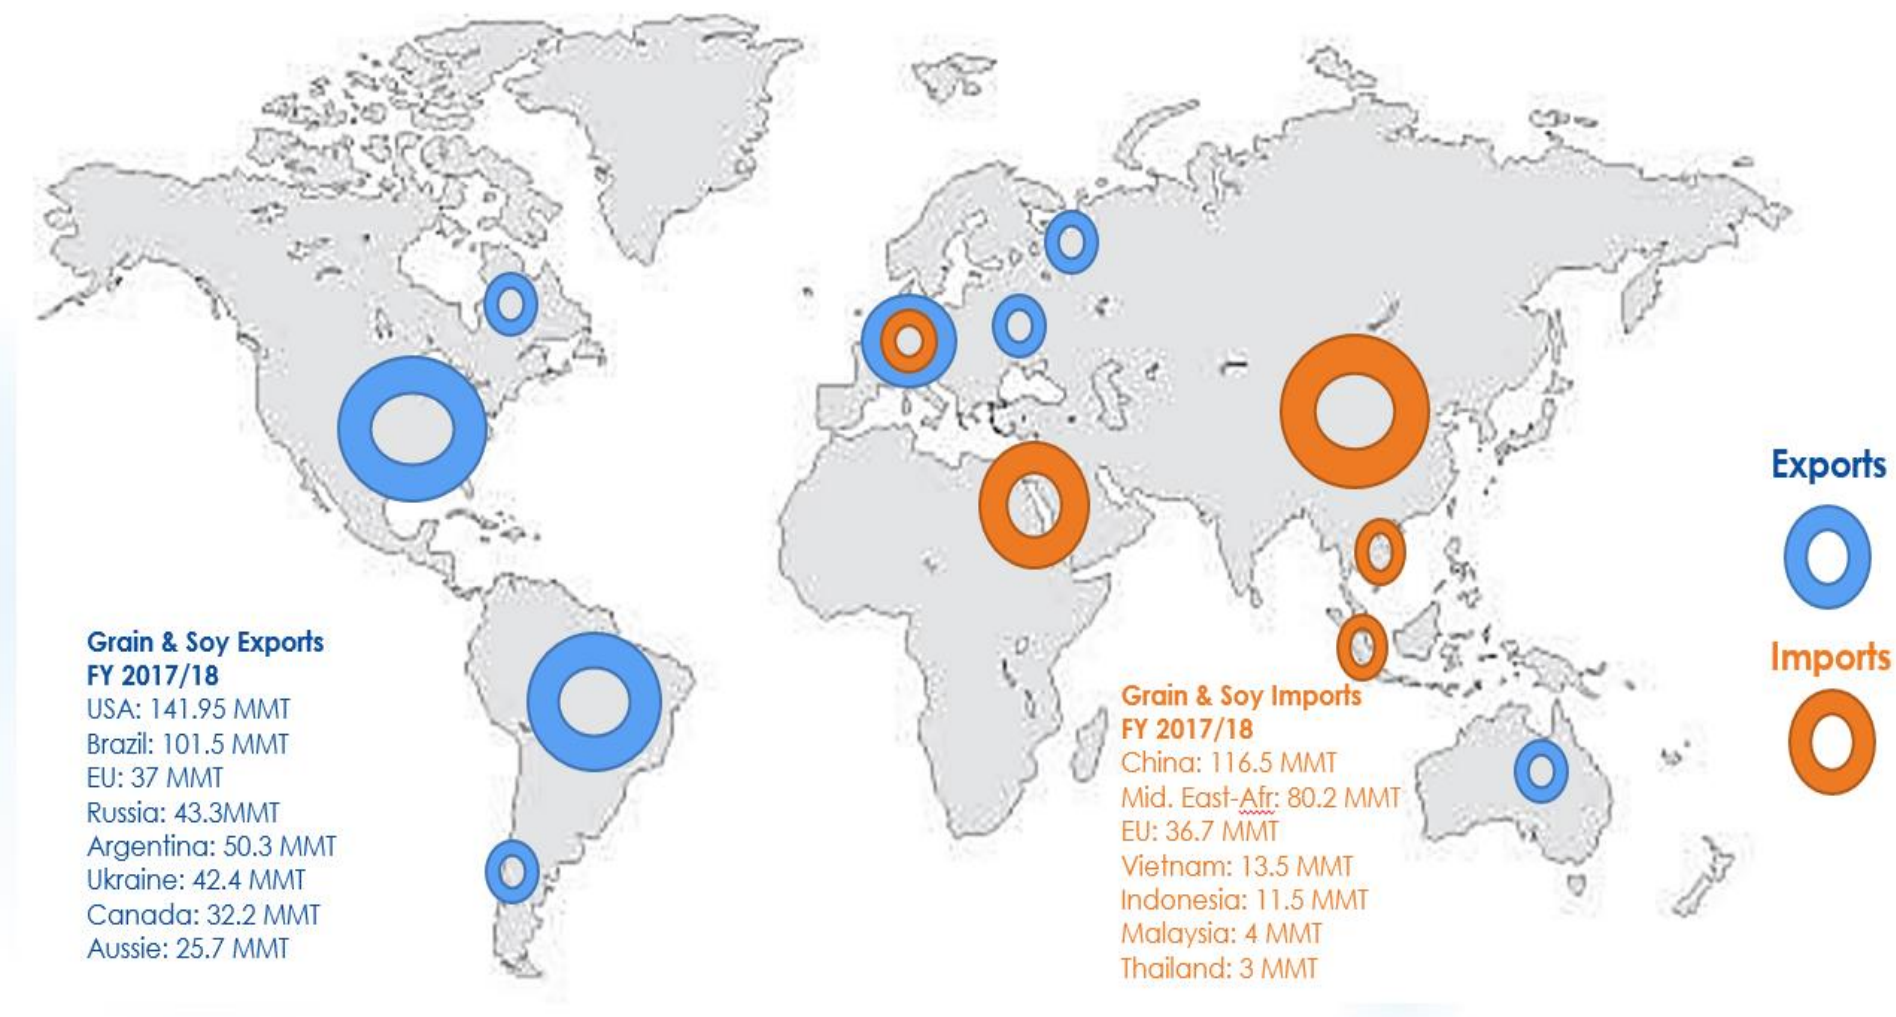 Grain & Soy Exports
FY 2017/18
USA: 141.95 MMT
Brazil: 101.5 MMT
EU: 37 MMT
Russia: 43.3MMT
Argentina: 50.3 MMT
Ukraine: 42.4 MMT
Canada: 32.2 MMT
Aussie: 25.7 MMT
Grain & Soy Imports
FY 2017/18
China: 116.5 MMT
Mid. East-Afr: 80.2 MMT
EU: 36.7 MMT
Vietnam: 13.5 MMT
Indonesia: 11.5 MMT
Malaysia: 4 MMT
Thailand: 3 MMT
Exports
Imports